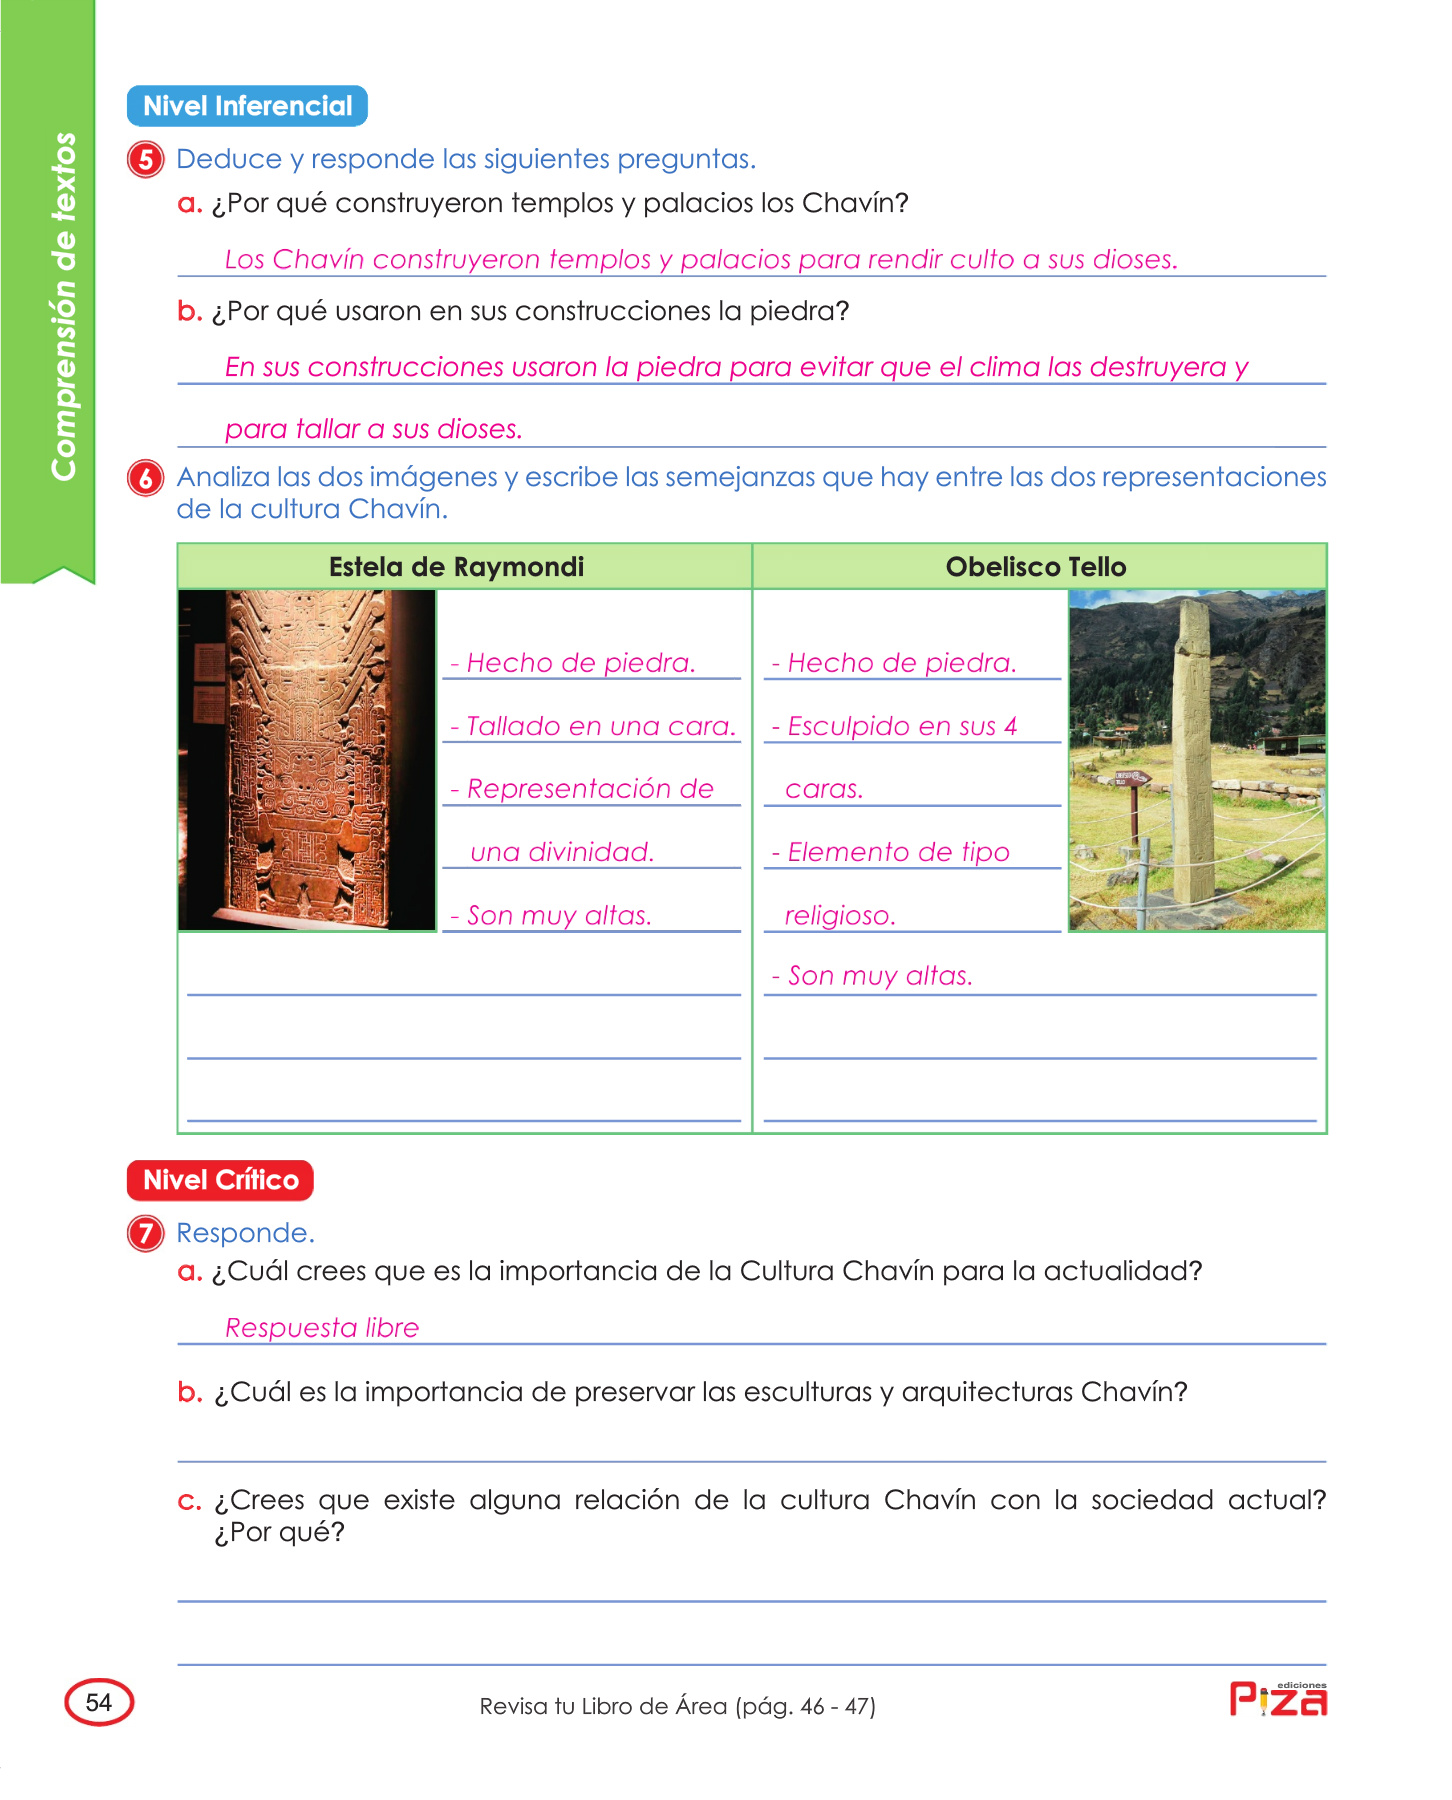 Comprensión de textos
Nivel Inferencial
5 Deduce y responde las siguientes preguntas.
a. ¿Por qué construyeron templos y palacios los Chavín?
Los Chavín construyeron templos y palacios para rendir culto a sus dioses.
b. ¿Por qué usaron en sus construcciones la piedra?
En sus construcciones usaron la piedra para evitar que el clima las destruyera y
para tallar a sus dioses.
6 Analiza las dos imágenes y escribe las semejanzas que hay entre las dos representaciones
de la cultura Chavín.
Estela de Raymondi
- Hecho de piedra.
- Tallado en una cara.
- Representación de
una divinidad.
- Son muy altas.
Obelisco Tello
- Hecho de piedra.
- Esculpido en sus 4
caras.
- Elemento de tipo
religioso.
- Son muy altas.
Nivel Crítico
7 Responde.
a. ¿Cuál crees que es la importancia de la Cultura Chavín para la actualidad?
Respuesta libre
b. ¿Cuál es la importancia de preservar las esculturas y arquitecturas Chavín?
c. ¿Crees que existe alguna relación de la cultura Chavín con la sociedad actual?
¿Por qué?
54
Revisa tu Libro de Área (pág. 46 - 47)
ediciones
Piza